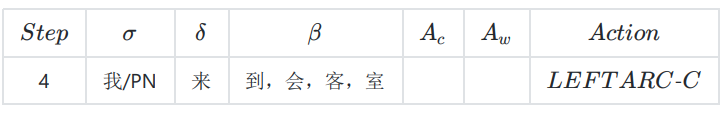 Step σ δ β A_c A_w Action
4 我/PN 来 到，会，客，室 LEFTARC-C